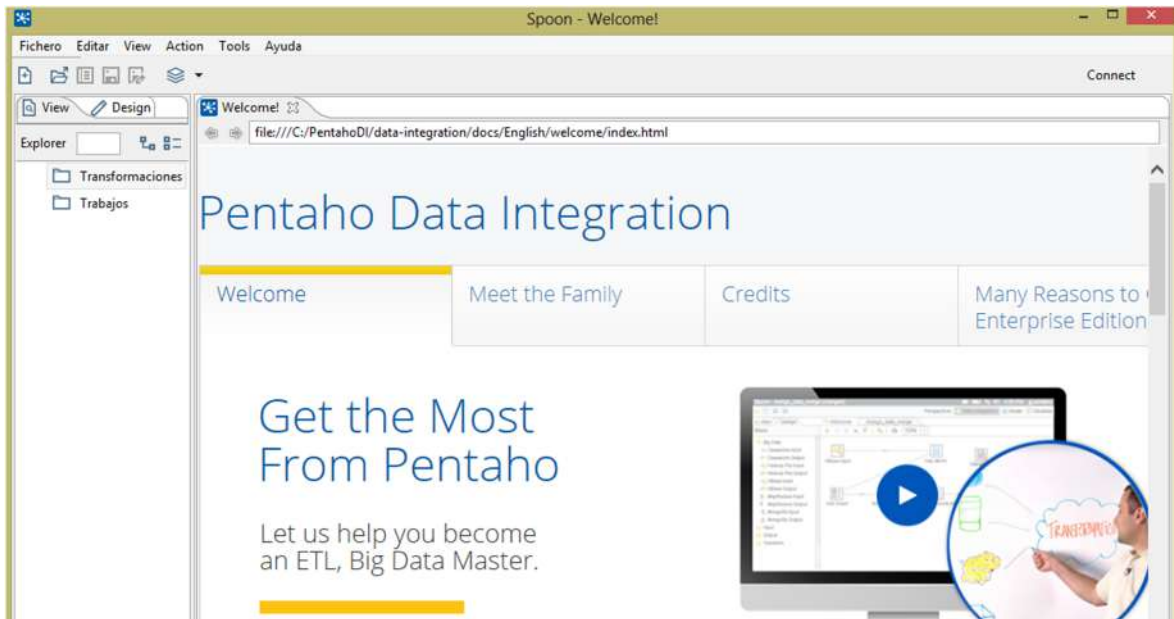 Spoon - Welcome!
Fichero Editar View Action Tools Ayuda
Connect
View Design
Welcome!
Explorer
file:///C:/PentahoDI/data-integration/docs/English/welcome/index.html
Transformaciones
Trabajos
Pentaho Data Integration
Welcome
Meet the Family
Credits
Many Reasons to
Enterprise Edition
Get the Most
From Pentaho
Let us help you become
an ETL, Big Data Master.